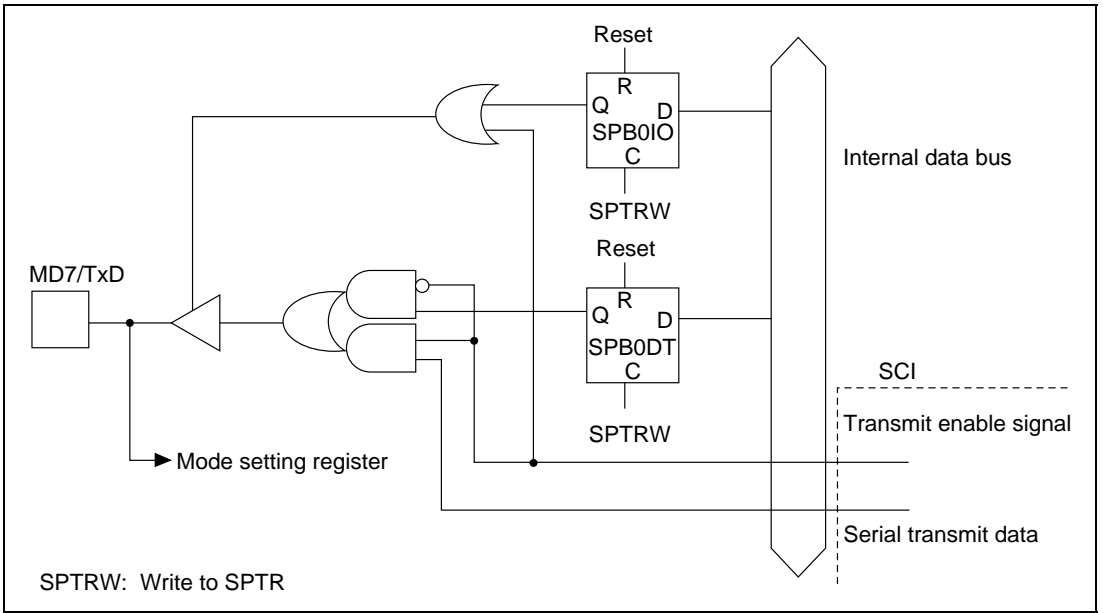 Reset
R
Q
D
SPB0IO
C
SPTRW
Internal data bus
Reset
MD7/TxD
R
Q
D
SPB0DT
C
SPTRW
SCI
Transmit enable signal
Mode setting register
Serial transmit data
SPTRW: Write to SPTR